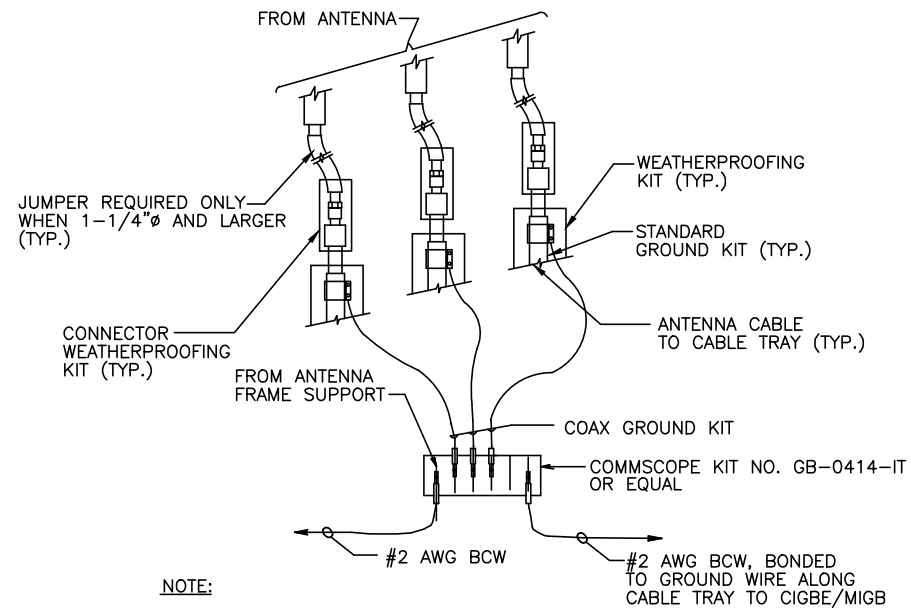 FROM ANTENNA
JUMPER REQUIRED ONLY
WHEN 1-1/4"ø AND LARGER
(TYP.)
WEATHERPROOFING
KIT (TYP.)
STANDARD
GROUND KIT (TYP.)
CONNECTOR
WEATHERPROOFING
KIT (TYP.)
ANTENNA CABLE
TO CABLE TRAY (TYP.)
FROM ANTENNA
FRAME SUPPORT
COAX GROUND KIT
COMMSCOPE KIT NO. GB-0414-IT
OR EQUAL
#2 AWG BCW
#2 AWG BCW, BONDED
TO GROUND WIRE ALONG
CABLE TRAY TO CIGBE/MIGB
NOTE: